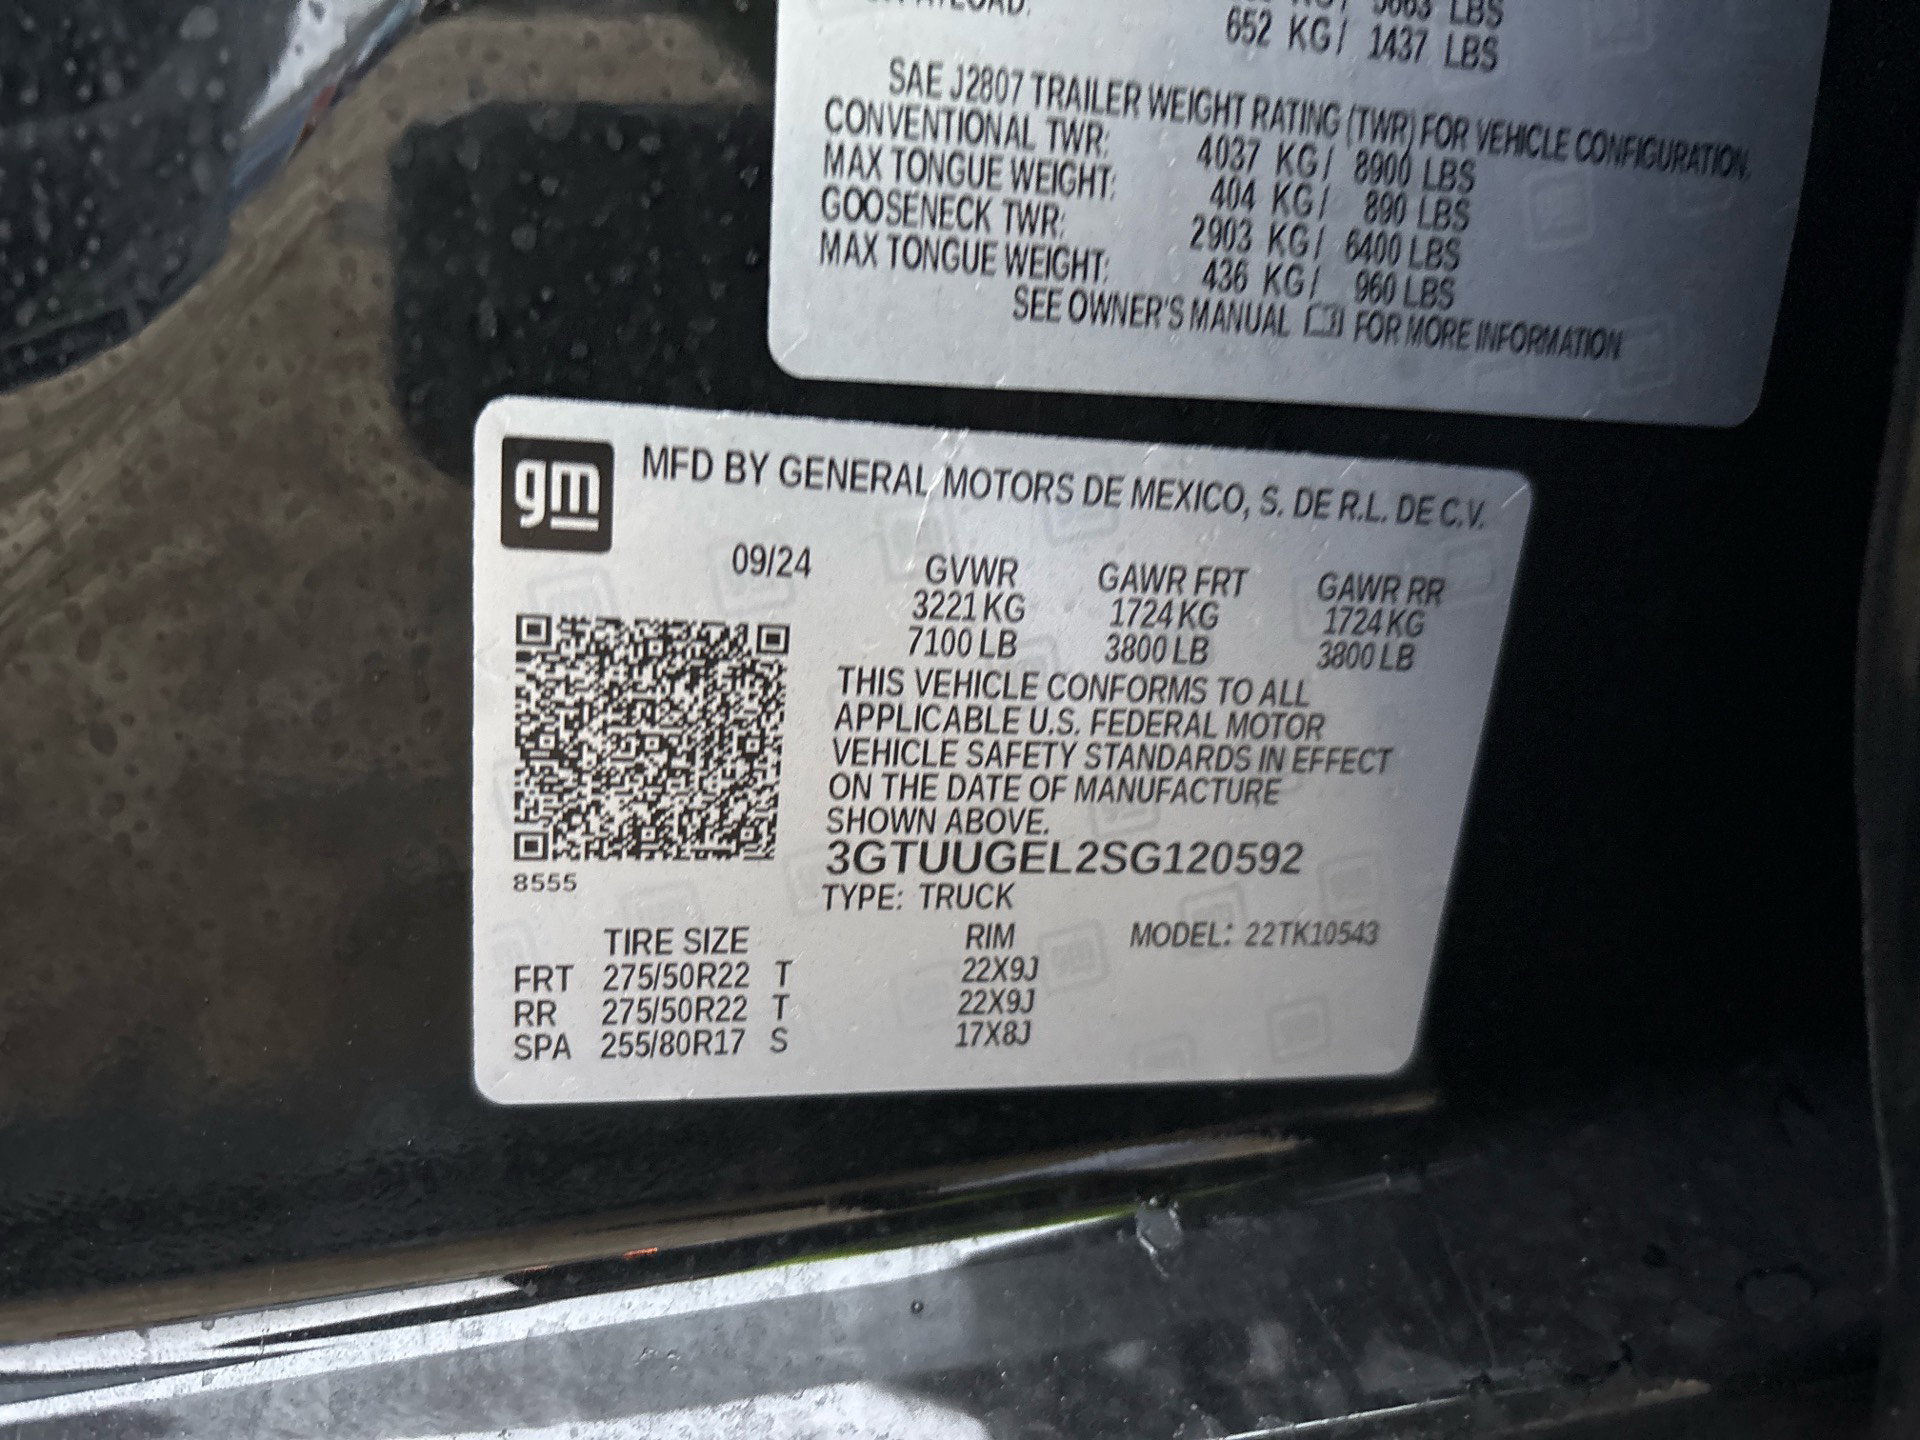 LBS
652 KG/ 1437 LBS
SAE J2807 TRAILER WEIGHT RATING (TWR) FOR VEHICLE CONFIGURATION.
CONVENTIONAL TWR: 4037 KG/ 8900 LBS
MAX TONGUE WEIGHT: 404 KG/ 890 LBS
GOOSENECK TWR: 2903 KG/ 6400 LBS
MAX TONGUE WEIGHT: 436 KG/ 960 LBS
SEE OWNER'S MANUAL FOR MORE INFORMATION
gm MFD BY GENERAL MOTORS DE MEXICO, S. DE R.L. DE C.V.
09/24 GVWR GAWR FRT GAWR RR
3221 KG 1724 KG 1724 KG
7100 LB 3800 LB 3800 LB
THIS VEHICLE CONFORMS TO ALL
APPLICABLE U.S. FEDERAL MOTOR
VEHICLE SAFETY STANDARDS IN EFFECT
ON THE DATE OF MANUFACTURE
SHOWN ABOVE.
3GTUUGEL2SG120592
8555
TYPE: TRUCK
TIRE SIZE RIM MODEL: 22TK10543
FRT 275/50R22 T 22X9J
RR 275/50R22 T 22X9J
SPA 255/80R17 S 17X8J